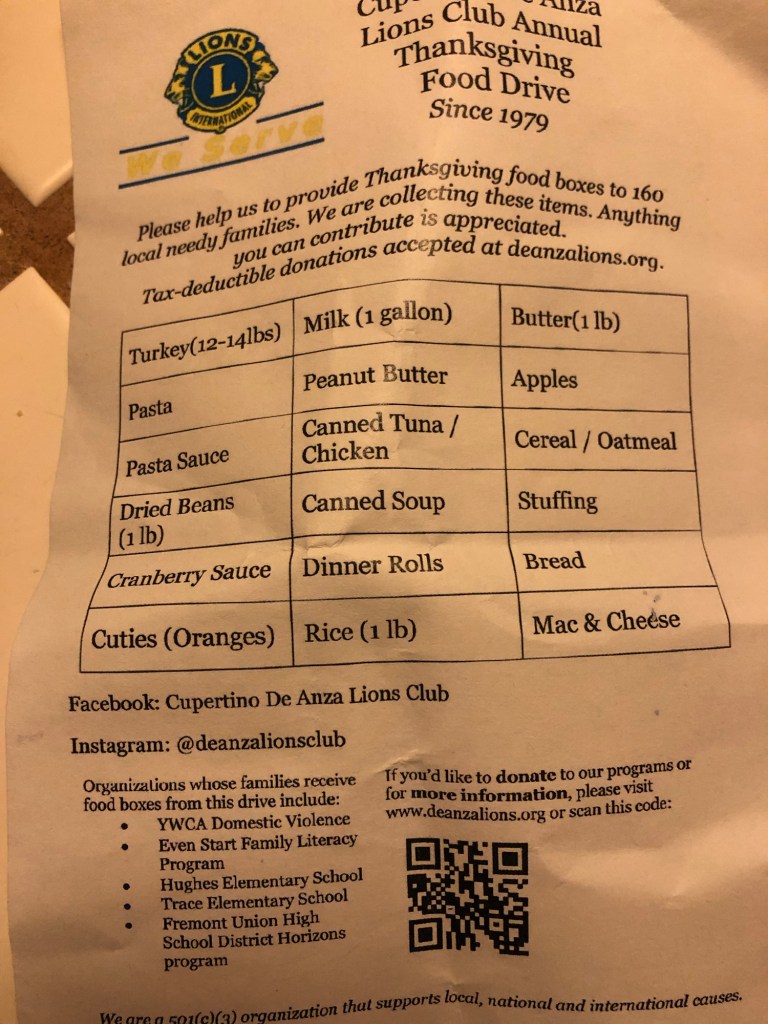 Cupertino De Anza
Lions Club Annual
Thanksgiving
Food Drive
Since 1979
LIONS
L
INTERNATIONAL
We Serve
Please help us to provide Thanksgiving food boxes to 160
local needy families. We are collecting these items. Anything
you can contribute is appreciated.
Tax-deductible donations accepted at deanzalions.org.
Turkey(12-14lbs) Milk (1 gallon) Butter(1 lb)
Pasta Peanut Butter Apples
Pasta Sauce Canned Tuna / Chicken Cereal / Oatmeal
Dried Beans (1 lb) Canned Soup Stuffing
Cranberry Sauce Dinner Rolls Bread
Cuties (Oranges) Rice (1 lb) Mac & Cheese
Facebook: Cupertino De Anza Lions Club
Instagram: @deanzalionsclub
Organizations whose families receive
food boxes from this drive include:
• YWCA Domestic Violence
• Even Start Family Literacy
Program
• Hughes Elementary School
• Trace Elementary School
• Fremont Union High
School District Horizons
program
If you'd like to donate to our programs or
for more information, please visit
www.deanzalions.org or scan this code:
We are a 501(c)(3) organization that supports local, national and international causes.